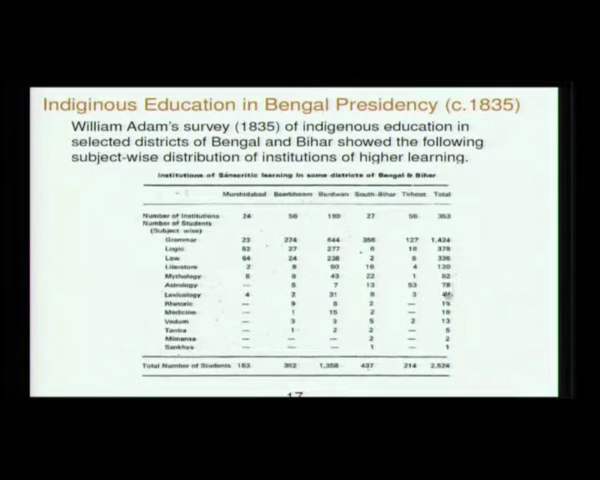 Indiginous Education in Bengal Presidency (c.1835)
William Adam's survey (1835) of indigenous education in
selected districts of Bengal and Bihar showed the following
subject-wise distribution of institutions of higher learning.
Institutions of Sanscritic learning in some districts of Bengal & Bihar
Murshidabad Beerbhoom Burdwan South-Bihar Tirhoot Total
Number of Institutions 24 56 190 27 56 353
Number of Students
(Subject wise)
Grammar 23 274 644 356 127 1,424
Logic 52 27 277 6 16 378
Law 64 24 238 2 8 336
Literature 2 8 90 16 4 120
Mythology 8 8 43 22 1 82
Astrology — 5 7 13 53 78
Lexicology 4 2 31 8 3
Rhetoric — 9 8 2 — 19
Medicine — 1 15 2 — 18
Vedant — 3 3 5 2 13
Tantra — 1 2 2 — 5
Mimansa — — — 2 — 2
Sankhya — — — 1 — 1
Total Number of Students 153 362 1,358 437 214 2,524